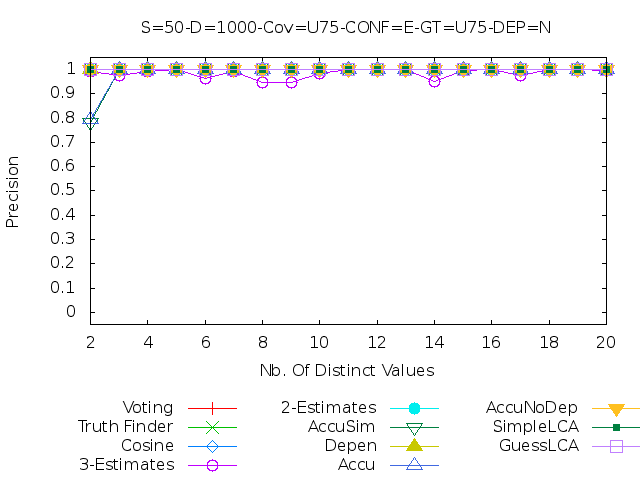 S=50-D=1000-Cov=U75-CONF=E-GT=U75-DEP=N
1
0.9
0.8
0.7
0.6
0.5
0.4
0.3
0.2
0.1
0
Precision
2 4 6 8 10 12 14 16 18 20
Nb. Of Distinct Values
Voting 2-Estimates AccuNoDep
Truth Finder AccuSim SimpleLCA
Cosine Depen GuessLCA
3-Estimates Accu